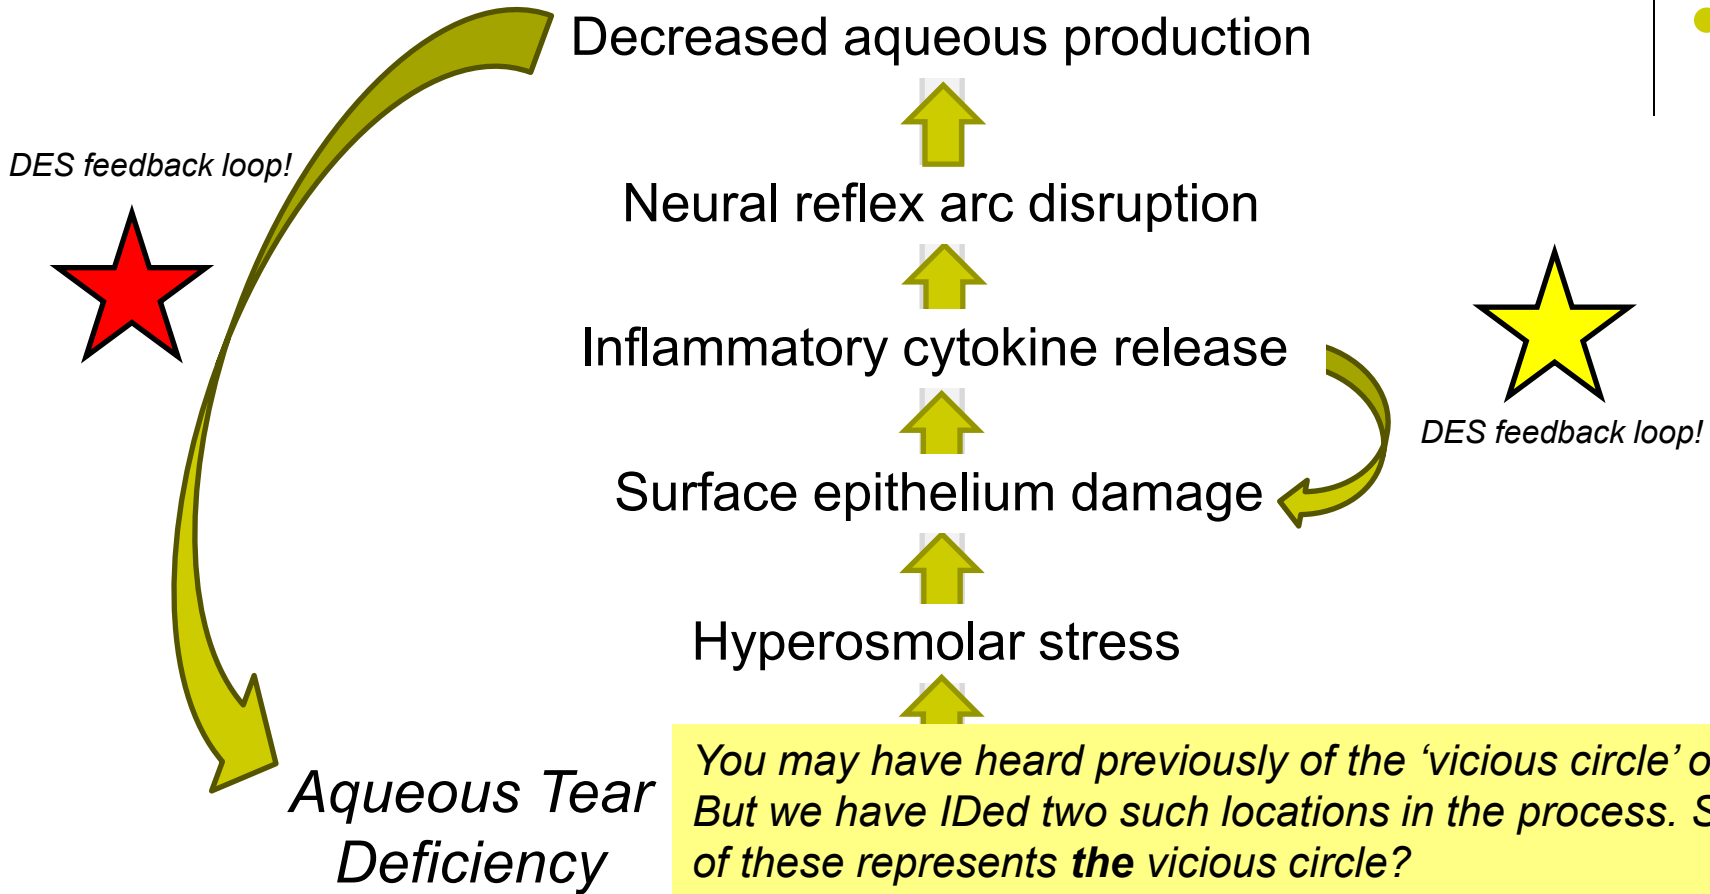 Decreased aqueous production
DES feedback loop!
Neural reflex arc disruption
Inflammatory cytokine release
DES feedback loop!
Surface epithelium damage
Hyperosmolar stress
Aqueous Tear
Deficiency
You may have heard previously of the ‘vicious circle’
But we have IDed two such locations in the process.
of these represents the vicious circle?